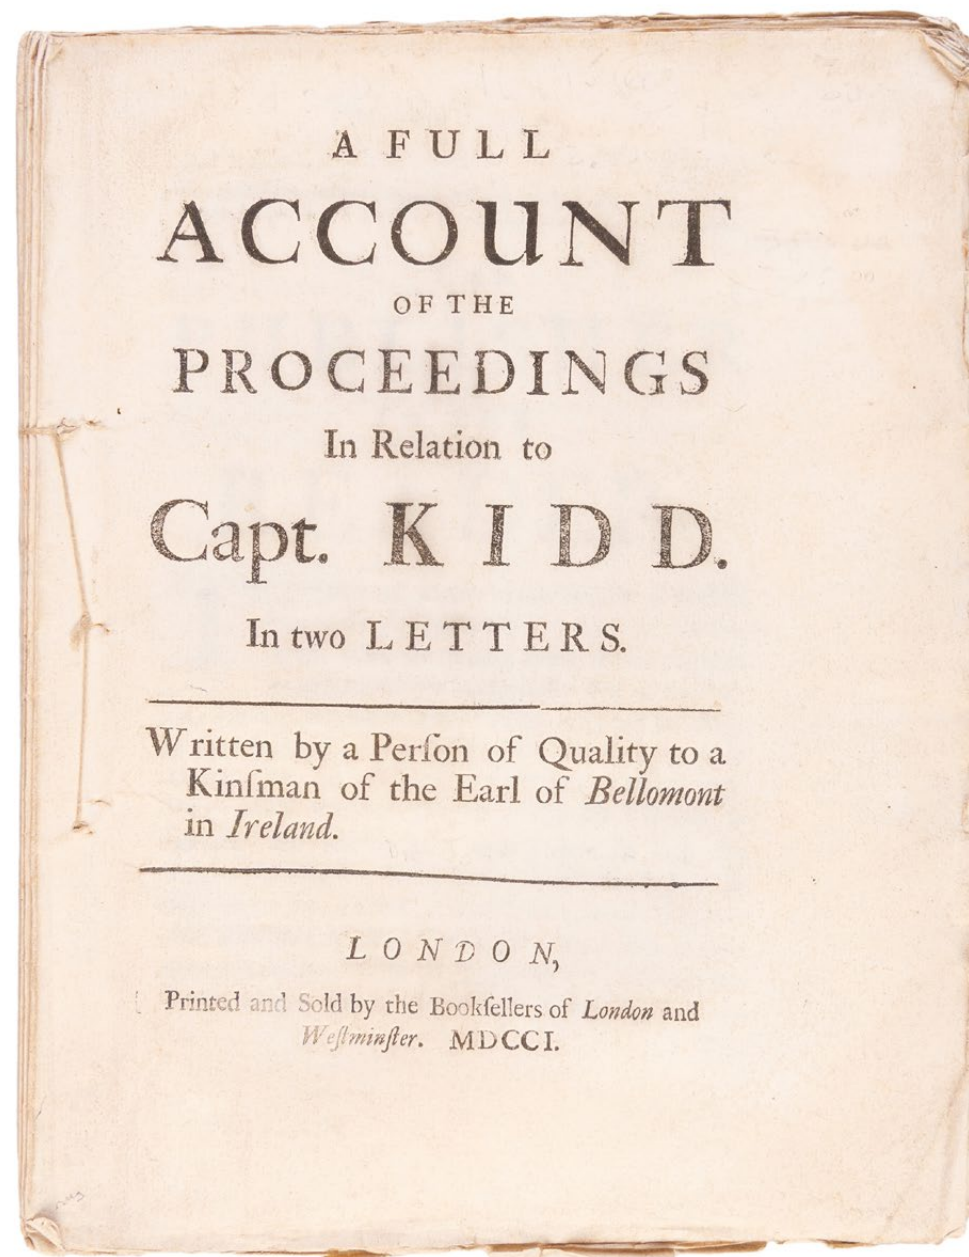 A FULL
ACCOUNT
OF THE
PROCEEDINGS
In Relation to
Capt. KIDD.
In two LETTERS.
Written by a Perſon of Quality to a
Kinſman of the Earl of Bellomont
in Ireland.
LONDON,
Printed and Sold by the Bookſellers of London and
Weſtminſter. MDCCI.